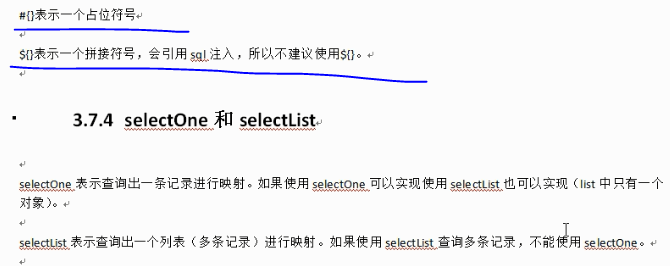 #{}表示一个占位符号
\${}表示一个拼接符号，会引用 sql 注入，所以不建议使用\${}。
3.7.4 selectOne 和 selectList
selectOne 表示查询出一条记录进行映射。如果使用 selectOne 可以实现使用 selectList 也可以实现（list 中只有一个
对象）。
selectList 表示查询出一个列表（多条记录）进行映射。如果使用 selectList 查询多条记录，不能使用 selectOne。